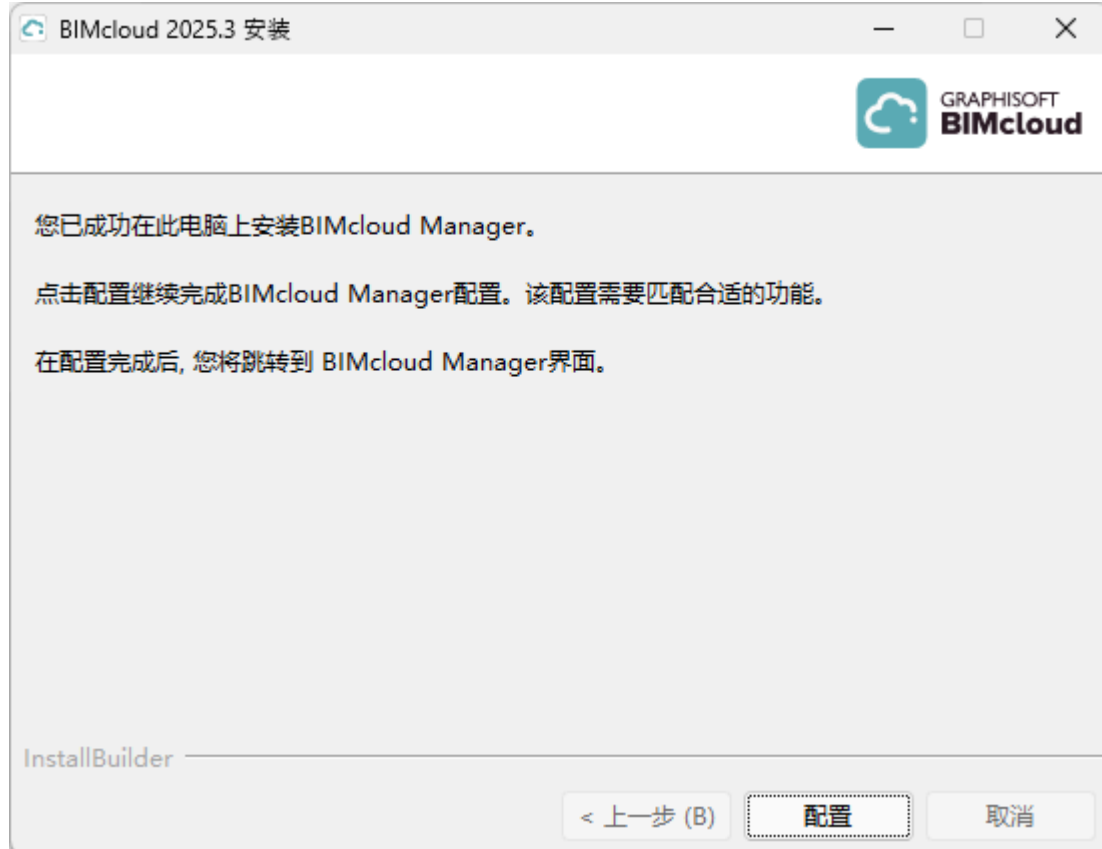 BIMcloud 2025.3 安装
GRAPHISOFT
BIMcloud
您已成功在此电脑上安装BIMcloud Manager。
点击配置继续完成BIMcloud Manager配置。该配置需要匹配合适的功能。
在配置完成后, 您将跳转到 BIMcloud Manager界面。
InstallBuilder
< 上一步 (B)
配置
取消